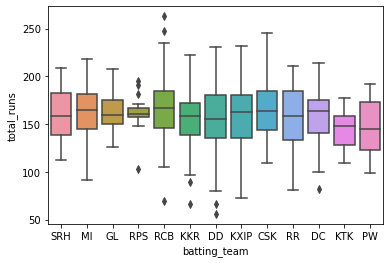 250
200
150
100
50
total_runs
SRH MI GL RPS RCB KKR DD KXIP CSK RR DC KTK PW
batting_team